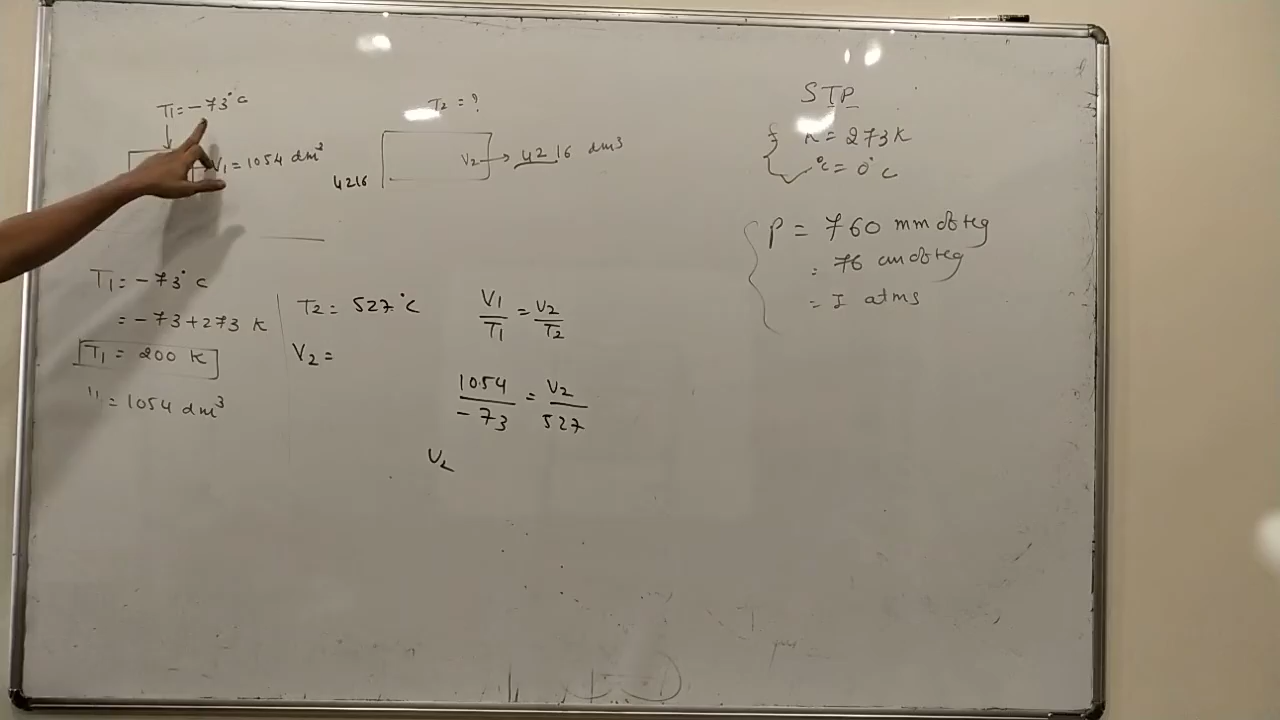 T1 = -73°C
V1 = 1054 dm3
T2 = ?
V2 → 4216 dm3
4216
T1 = -73°C
= -73+273 K
T1 = 200 K
" = 1054 dm3
T2 = 527°C
V2 =
V1/T1 = V2/T2
1054/-73 = V2/527
V2
STP
K = 273K
°C = 0°C
P = 760 mm of Hg
= 76 cm of Hg
= 1 atms